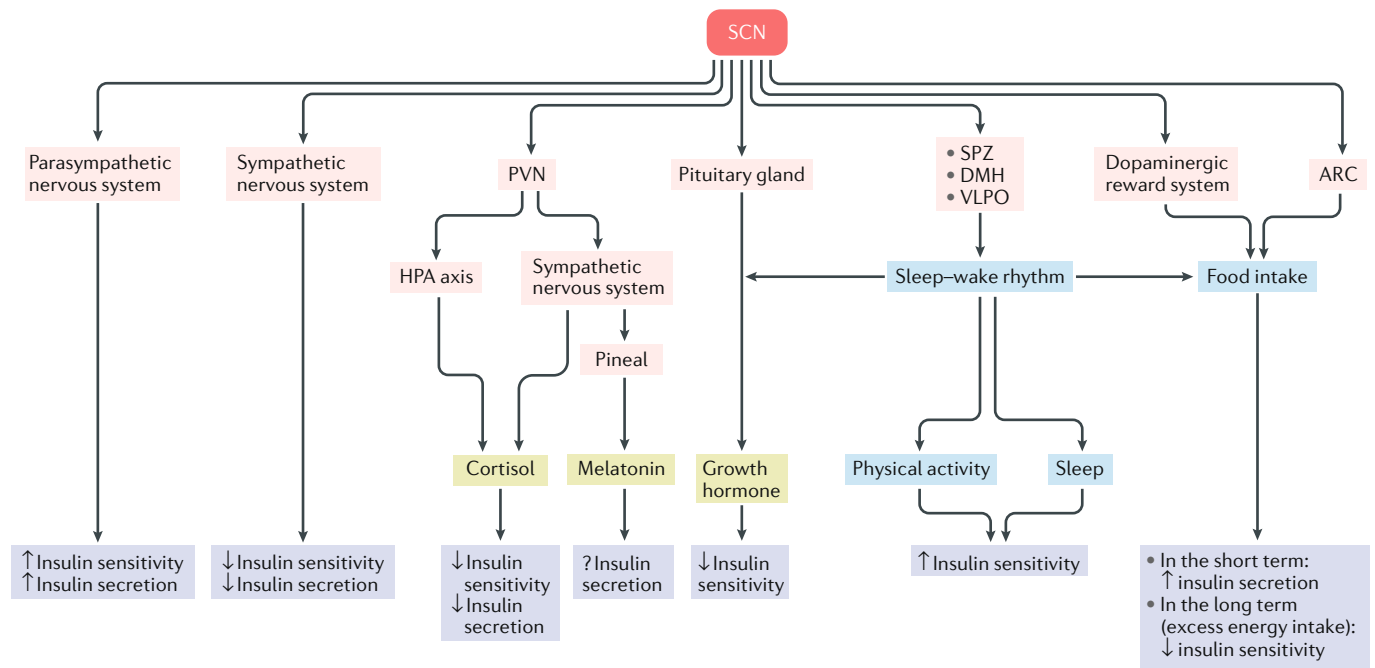 SCN
Parasympathetic
nervous system
Sympathetic
nervous system
PVN
Pituitary gland
• SPZ
• DMH
• VLPO
Dopaminergic
reward system
ARC
HPA axis
Sympathetic
nervous system
Sleep–wake rhythm
Food intake
Pineal
Cortisol
Melatonin
Growth
hormone
Physical activity
Sleep
↑ Insulin sensitivity
↑ Insulin secretion
↓ Insulin sensitivity
↓ Insulin secretion
↓ Insulin
sensitivity
↓ Insulin
secretion
? Insulin
secretion
↓ Insulin
sensitivity
↑ Insulin sensitivity
• In the short term:
↑ insulin secretion
• In the long term
(excess energy intake):
↓ insulin sensitivity